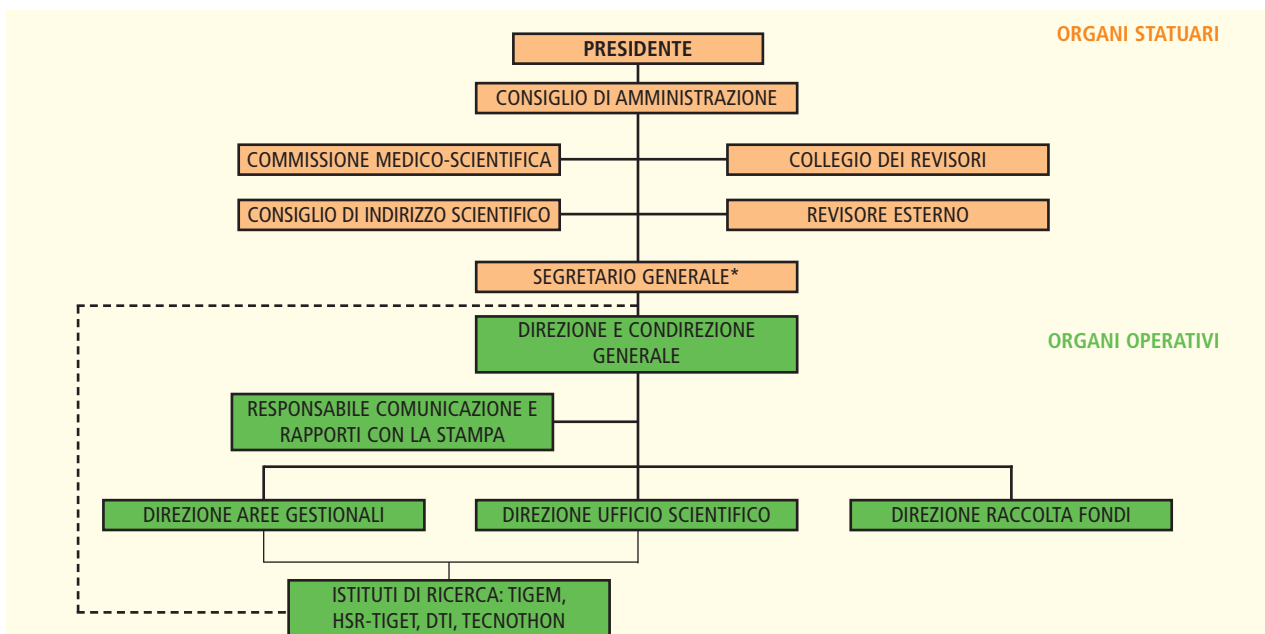 ORGANI STATUARI
PRESIDENTE
CONSIGLIO DI AMMINISTRAZIONE
COMMISSIONE MEDICO-SCIENTIFICA
COLLEGIO DEI REVISORI
CONSIGLIO DI INDIRIZZO SCIENTIFICO
REVISORE ESTERNO
SEGRETARIO GENERALE*
DIREZIONE E CONDIREZIONE
GENERALE
ORGANI OPERATIVI
RESPONSABILE COMUNICAZIONE E
RAPPORTI CON LA STAMPA
DIREZIONE AREE GESTIONALI
DIREZIONE UFFICIO SCIENTIFICO
DIREZIONE RACCOLTA FONDI
ISTITUTI DI RICERCA: TIGEM,
HSR-TIGET, DTI, TECNOTHON